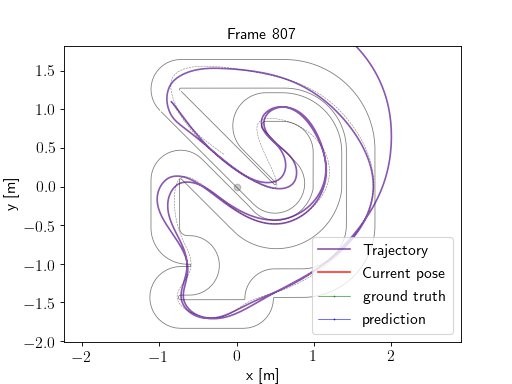 Frame 807
y [m]
1.5
1.0
0.5
0.0
−0.5
−1.0
−1.5
−2.0
Trajectory
Current pose
ground truth
prediction
−2 −1 0 1 2
x [m]